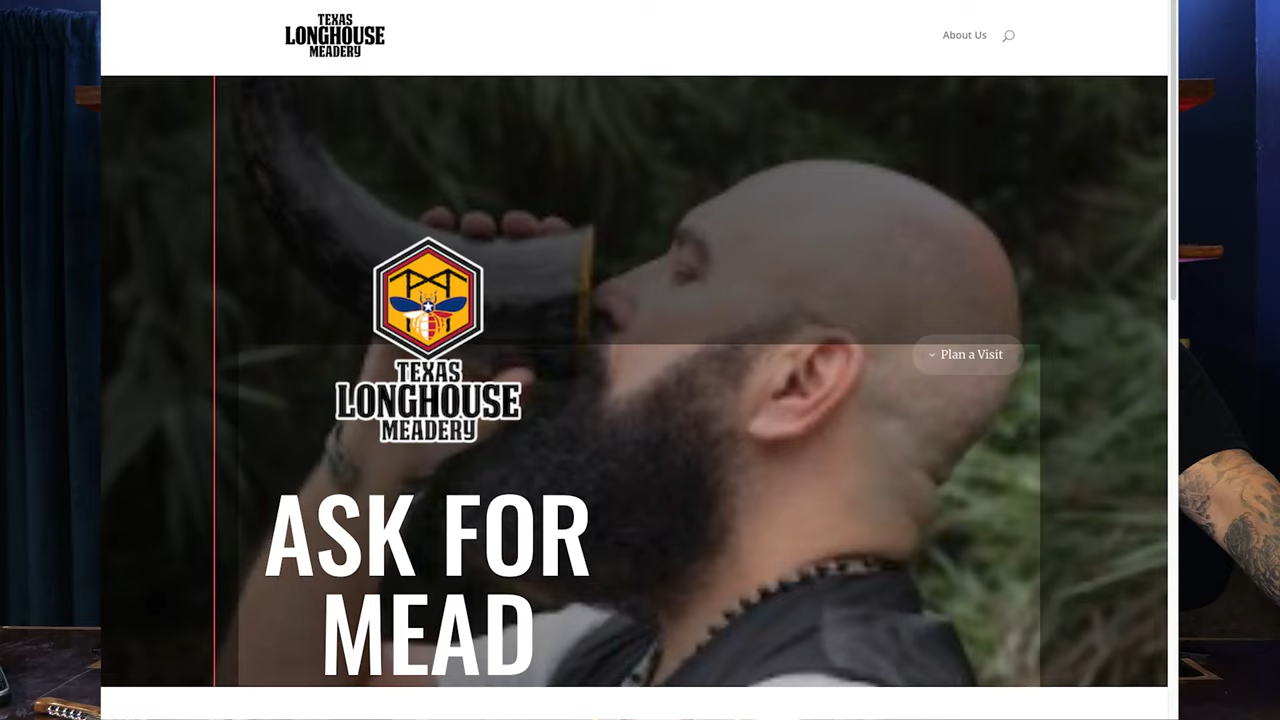 TEXAS
LONGHOUSE
MEADERY
About Us
Plan a Visit
TEXAS
LONGHOUSE
MEADERY
ASK FOR
MEAD